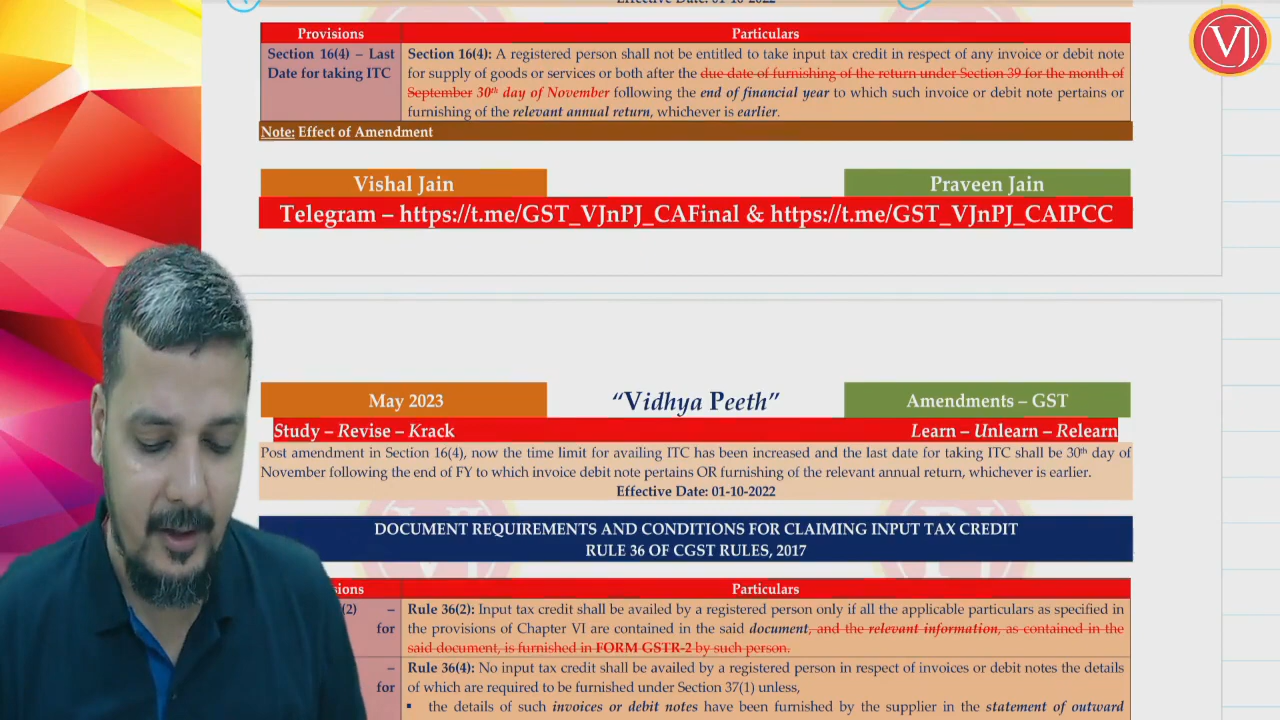 Effective Date: 01-10-2022
VJ
Provisions
Particulars
Section 16(4) – Last Date for taking ITC
Section 16(4): A registered person shall not be entitled to take input tax credit in respect of any invoice or debit note
for supply of goods or services or both after the due date of furnishing of the return under Section 39 for the month of
September 30th day of November following the end of financial year to which such invoice or debit note pertains or
furnishing of the relevant annual return, whichever is earlier.
Note: Effect of Amendment
Vishal Jain
Praveen Jain
Telegram – https://t.me/GST_VJnPJ_CAFinal & https://t.me/GST_VJnPJ_CAIPCC
May 2023
“Vidhya Peeth”
Amendments – GST
Study – Revise – Krack
Learn – Unlearn – Relearn
Post amendment in Section 16(4), now the time limit for availing ITC has been increased and the last date for taking ITC shall be 30th day of
November following the end of FY to which invoice debit note pertains OR furnishing of the relevant annual return, whichever is earlier.
Effective Date: 01-10-2022
DOCUMENT REQUIREMENTS AND CONDITIONS FOR CLAIMING INPUT TAX CREDIT
RULE 36 OF CGST RULES, 2017
Particulars
– for
Rule 36(2): Input tax credit shall be availed by a registered person only if all the applicable particulars as specified in
the provisions of Chapter VI are contained in the said document, and the relevant information, as contained in the
said document, is furnished in FORM GSTR-2 by such person.
– for
Rule 36(4): No input tax credit shall be availed by a registered person in respect of invoices or debit notes the details
of which are required to be furnished under Section 37(1) unless,
▪ the details of such invoices or debit notes have been furnished by the supplier in the statement of outward